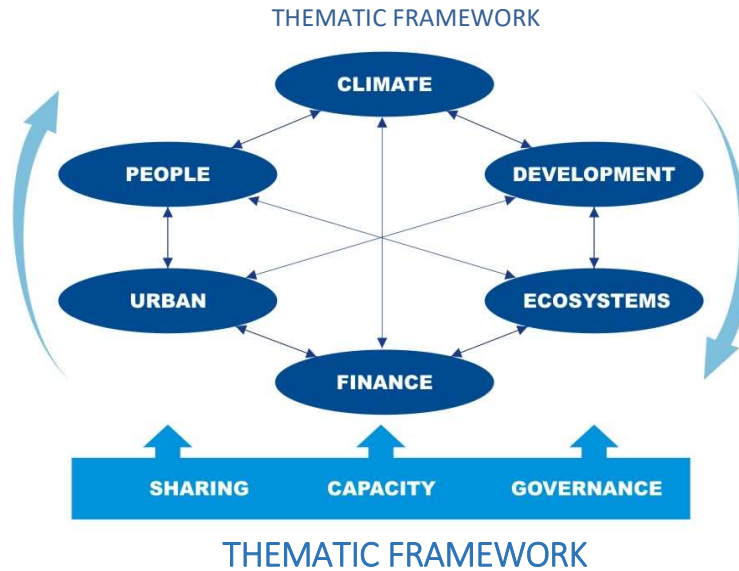 THEMATIC FRAMEWORK
CLIMATE
PEOPLE
DEVELOPMENT
URBAN
ECOSYSTEMS
FINANCE
SHARING
CAPACITY
GOVERNANCE
THEMATIC FRAMEWORK